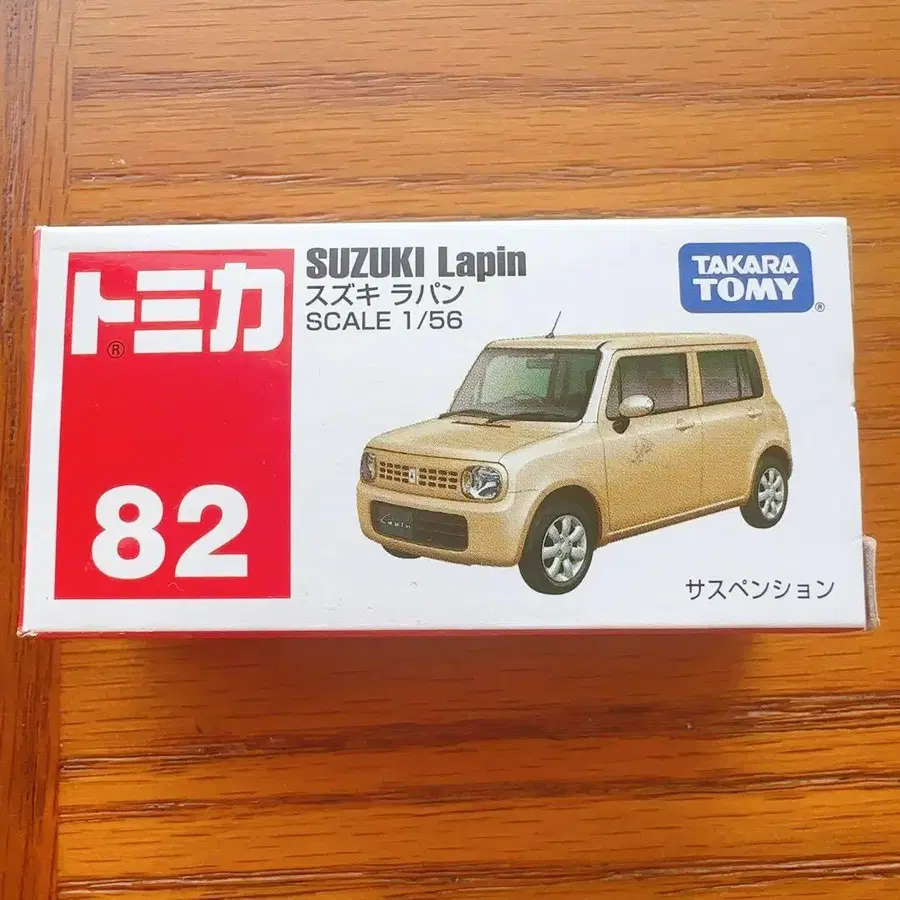 トミカ®
82
SUZUKI Lapin
スズキ ラパン
SCALE 1/56
TAKARA
TOMY®
Lapin
サスペンション